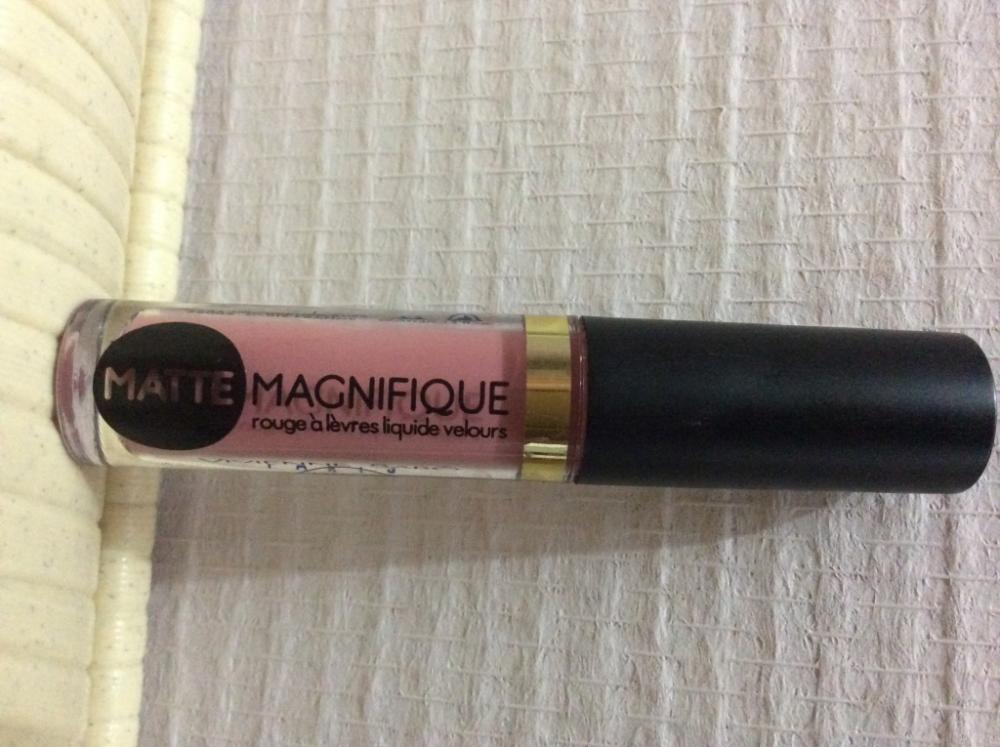 MATTE MAGNIFIQUE
rouge à lèvres liquide velours